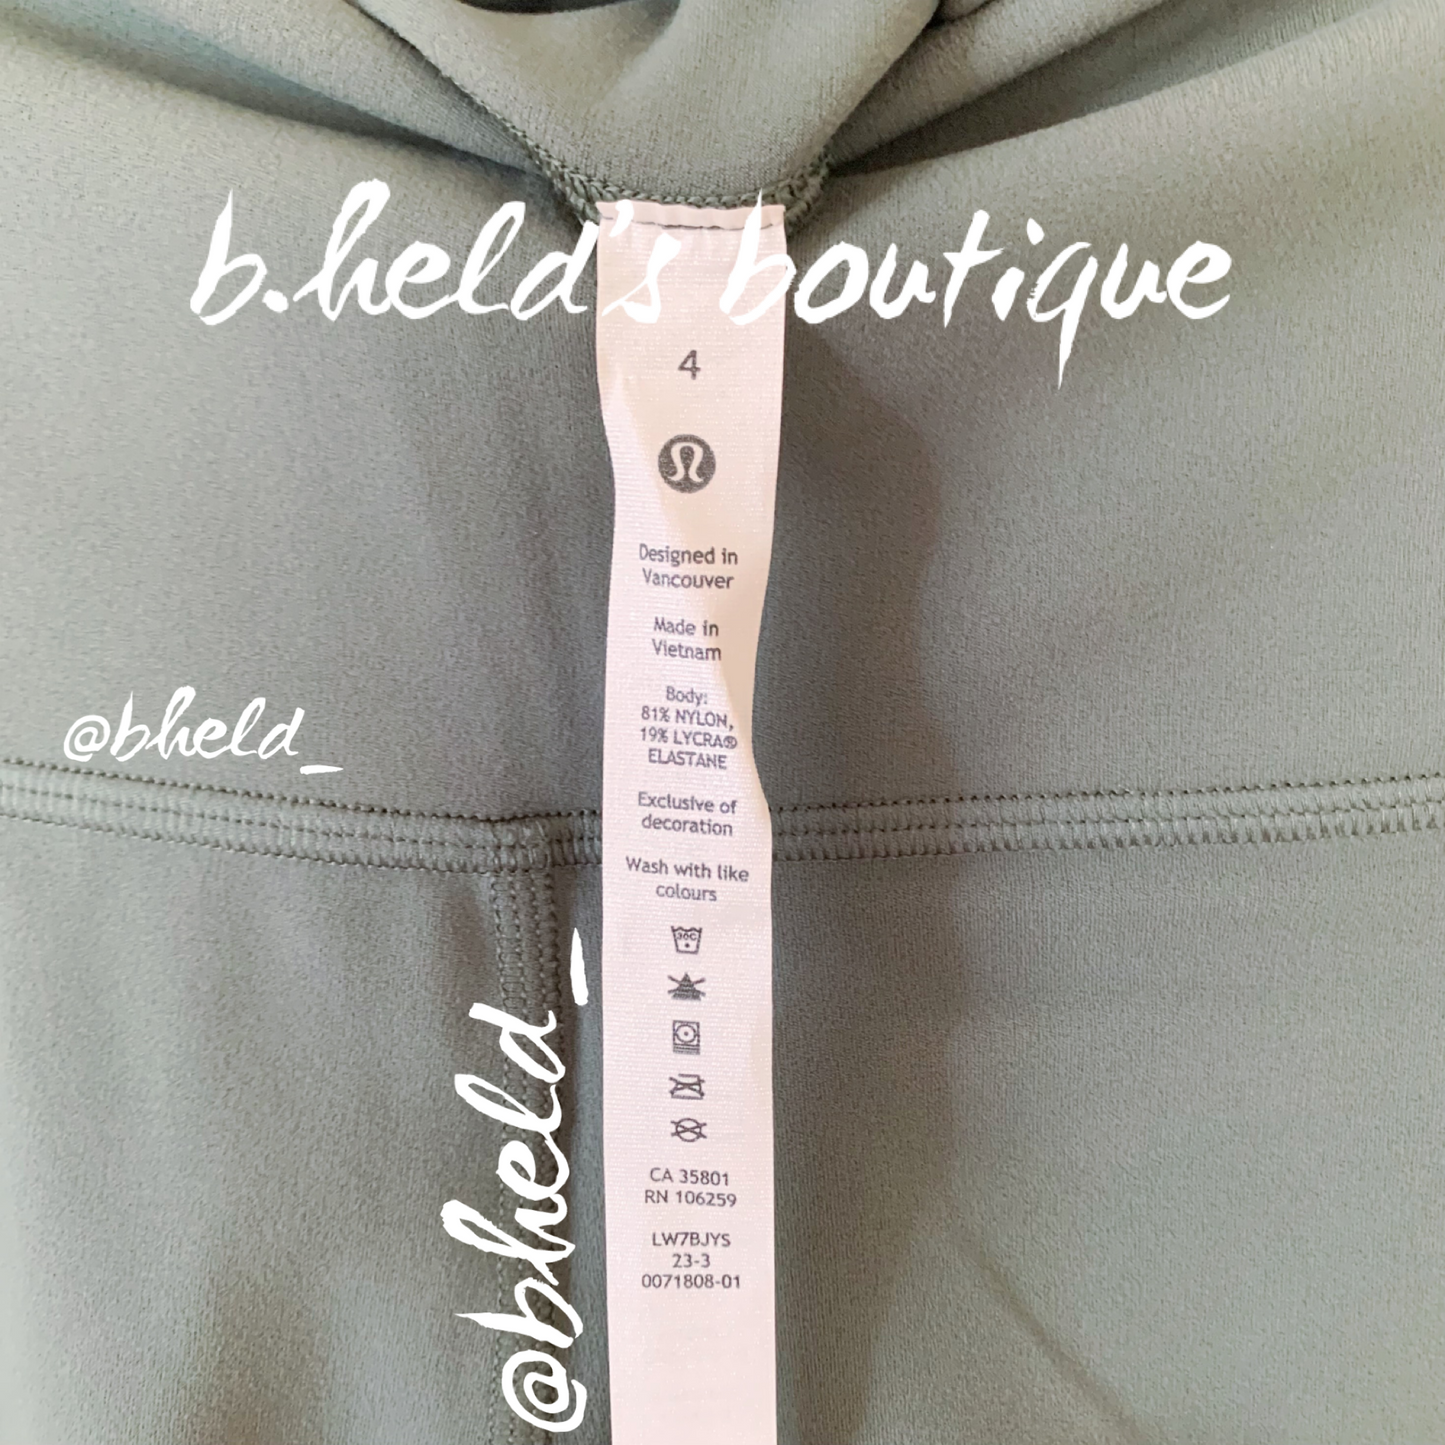 b.held's boutique
4
Designed in
Vancouver
Made in
Vietnam
Body:
81% NYLON,
19% LYCRA®
ELASTANE
Exclusive of
decoration
Wash with like
colours
30C
CA 35801
RN 106259
LW7BJYS
23-3
0071808-01
@bheld_
@bheld_